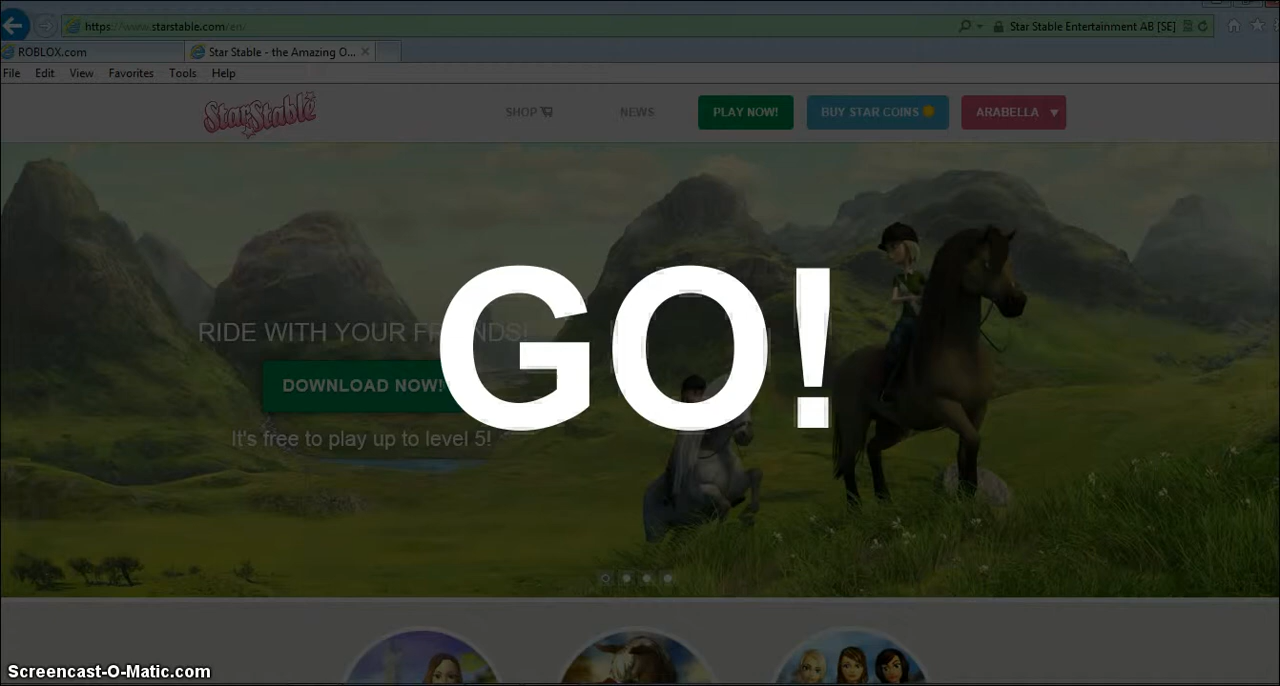 https://www.starstable.com/en/
Star Stable Entertainment AB [SE]
ROBLOX.com
Star Stable - the Amazing O...
File Edit View Favorites Tools Help
StarStable
SHOP
NEWS
PLAY NOW!
BUY STAR COINS
ARABELLA
RIDE WITH YOUR FRIENDS!
GO!
DOWNLOAD NOW!
It's free to play up to level 5!
Screencast-O-Matic.com